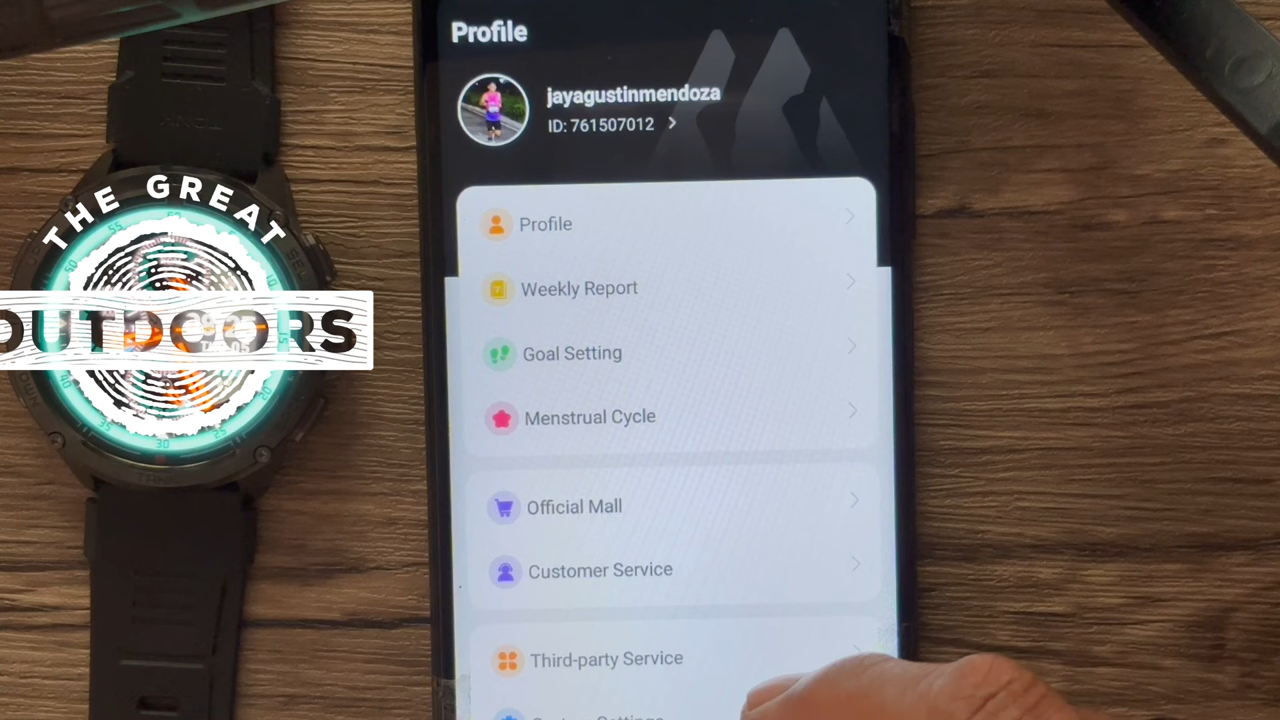 Profile
jayagustinmendoza
ID: 761507012
THE GREAT
OUTDOORS
Profile
Weekly Report
Goal Setting
Menstrual Cycle
Official Mall
Customer Service
Third-party Service